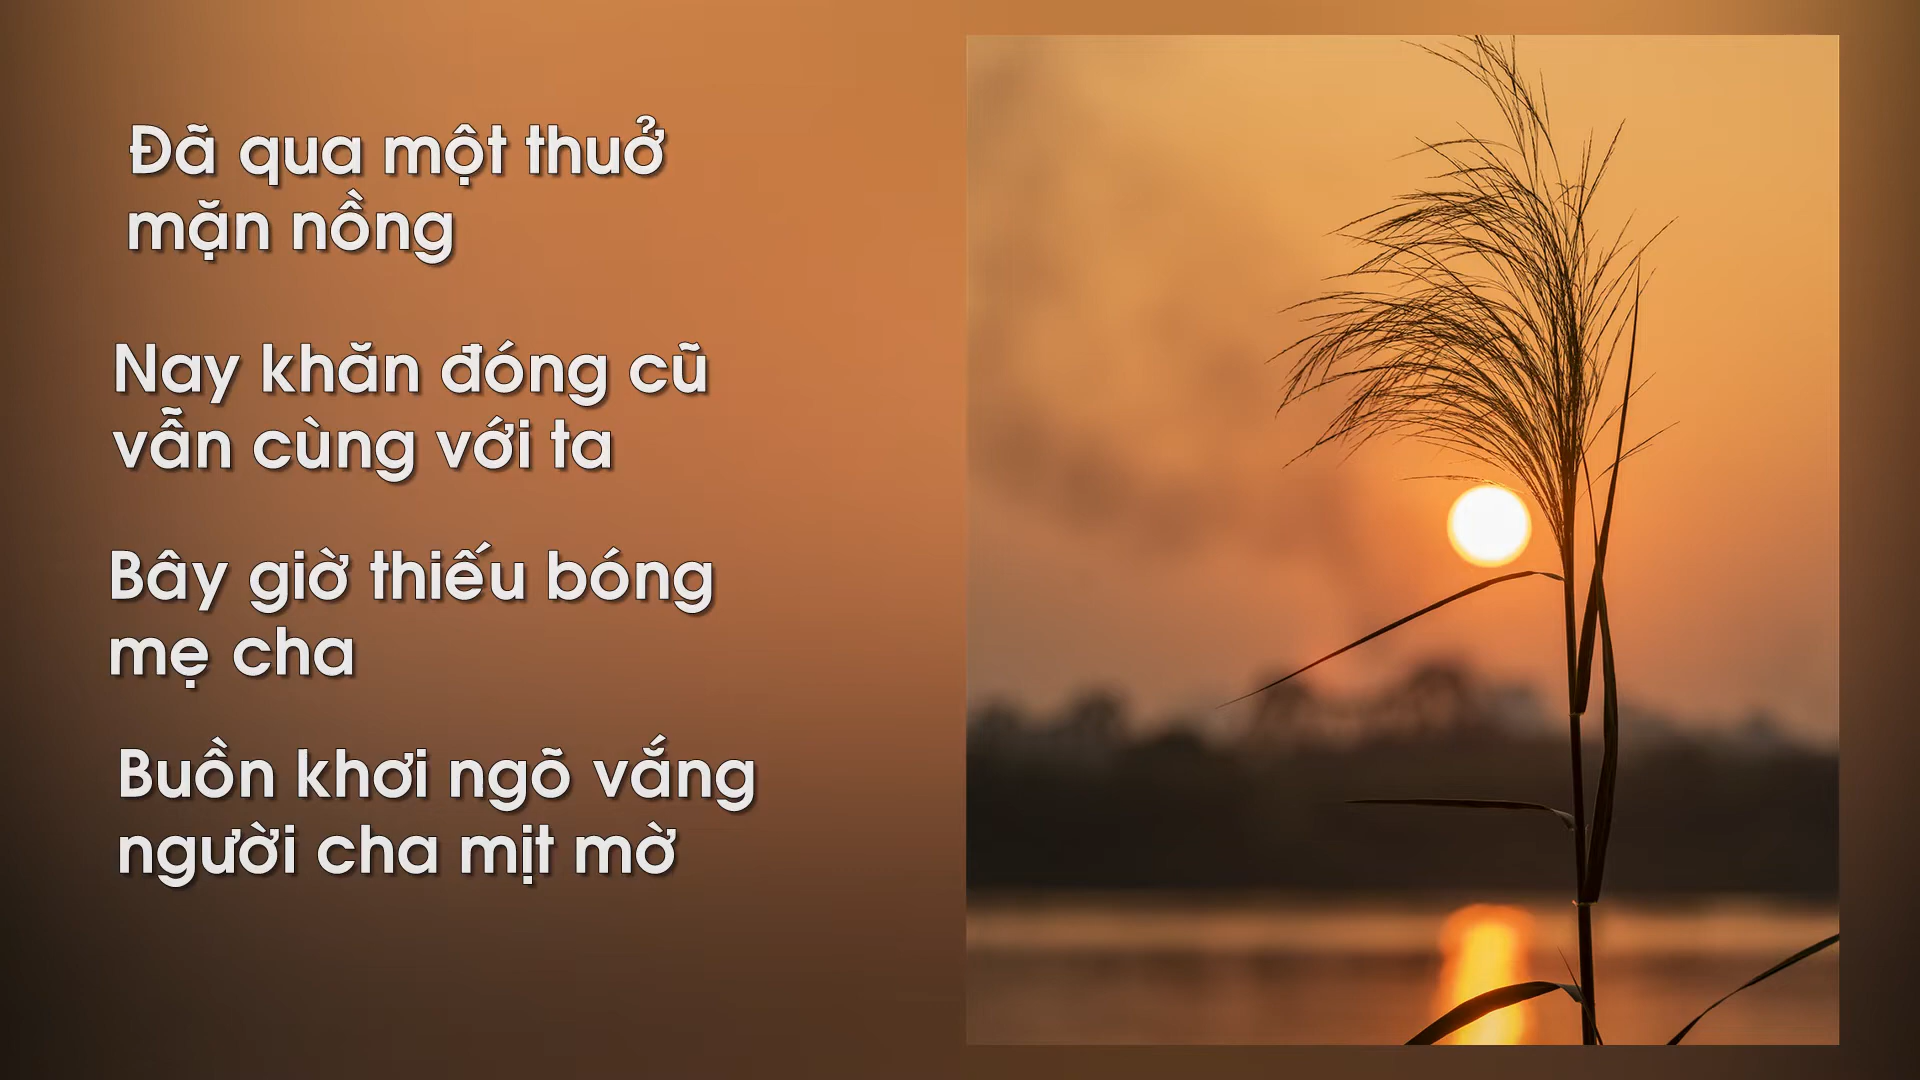 Đã qua một thuở
mặn nồng
Nay khăn đóng cũ
vẫn cùng với ta
Bây giờ thiếu bóng
mẹ cha
Buồn khơi ngõ vắng
người cha mịt mờ